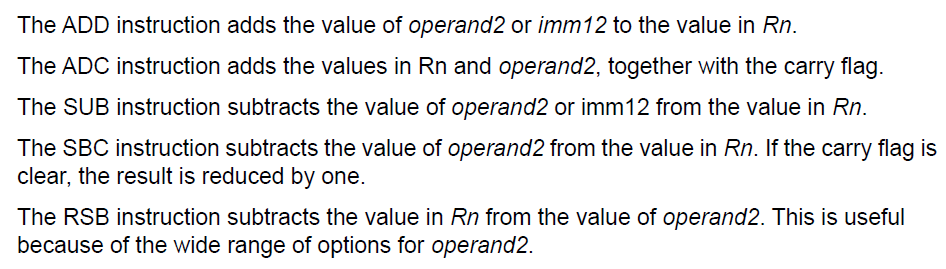 The ADD instruction adds the value of operand2 or imm12 to the value in Rn.
The ADC instruction adds the values in Rn and operand2, together with the carry flag.
The SUB instruction subtracts the value of operand2 or imm12 from the value in Rn.
The SBC instruction subtracts the value of operand2 from the value in Rn. If the carry flag is
clear, the result is reduced by one.
The RSB instruction subtracts the value in Rn from the value of operand2. This is useful
because of the wide range of options for operand2.